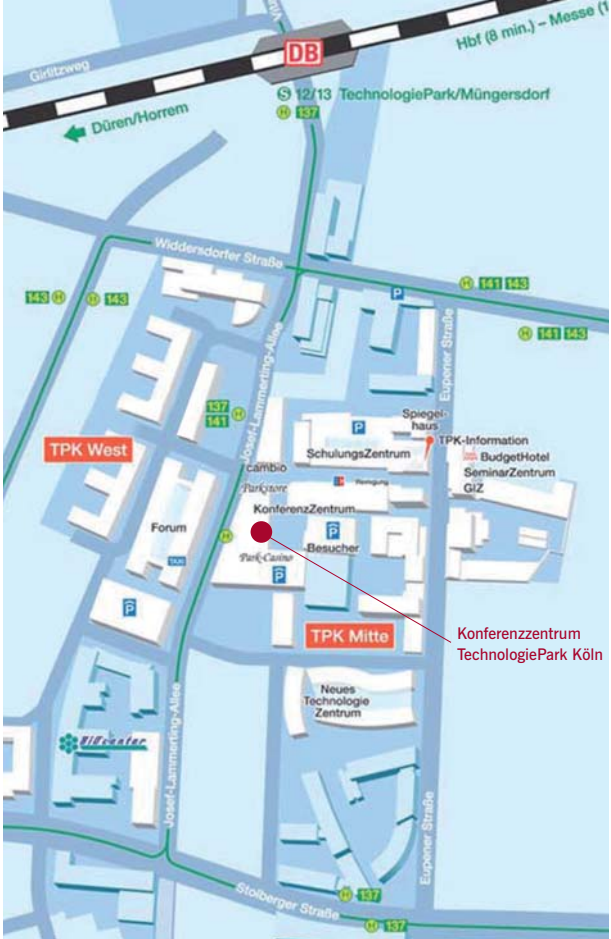 Girlitzweg
DB
Hbf (8 min.) – Messe (1
S 12/13 TechnologiePark/Müngersdorf
H 137
Düren/Horrem
Widdersdorfer Straße
143 H
H 143
H 141 143
H 141 143
P
Eupener Straße
Josef-Lammerting-Allee
137
141
H
TPK West
Spiegel-
haus
TPK-Information
P
SchulungsZentrum
BudgetHotel
SeminarZentrum
GIZ
cambio
Parkstore
Reinigung
KonferenzZentrum
Forum
TAXI
H
P
Besucher
Park-Casino
P
P
TPK Mitte
Konferenzzentrum
TechnologiePark Köln
Neues
Technologie
Zentrum
BioCenter
Josef-Lammerting-Allee
Eupener Straße
Stolberger Straße
H 137
H 137